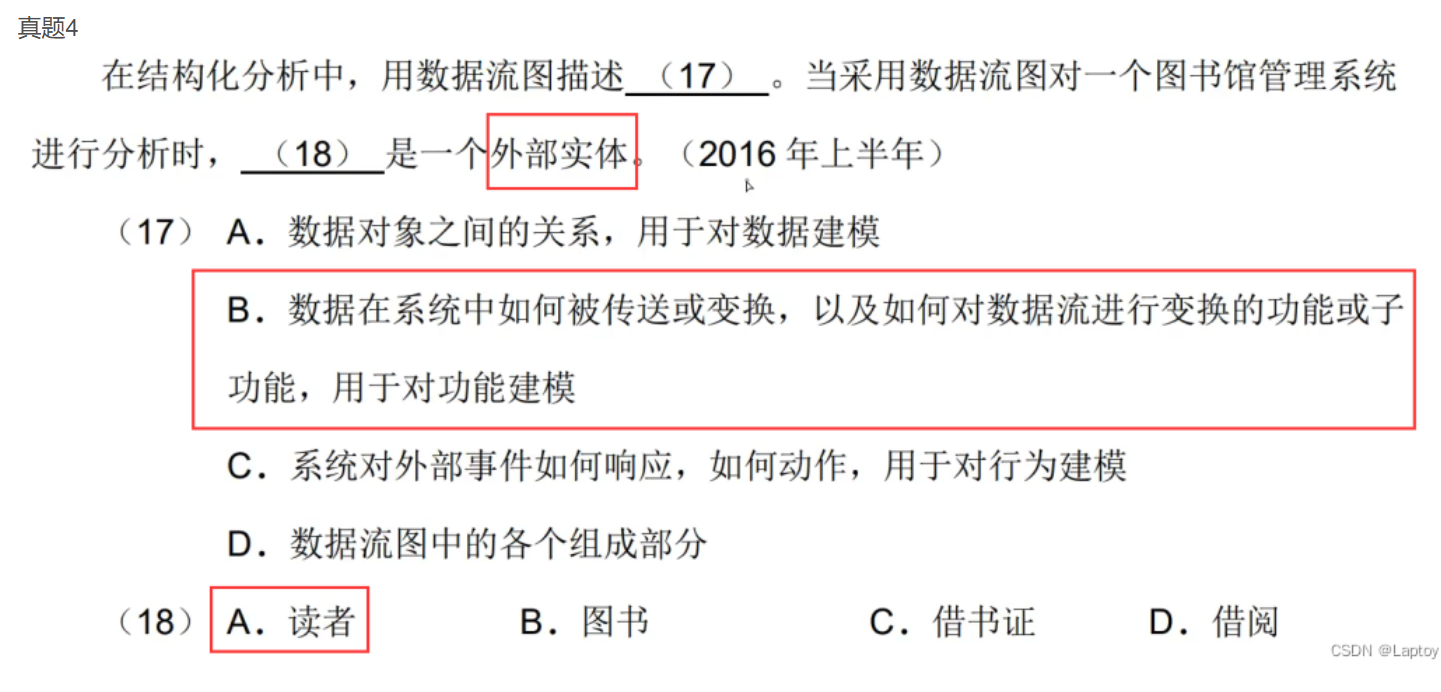 真题4
在结构化分析中，用数据流图描述 （17） 。当采用数据流图对一个图书馆管理系统
进行分析时， （18） 是一个外部实体。（2016 年上半年）
（17） A．数据对象之间的关系，用于对数据建模
B．数据在系统中如何被传送或变换，以及如何对数据流进行变换的功能或子
功能，用于对功能建模
C．系统对外部事件如何响应，如何动作，用于对行为建模
D．数据流图中的各个组成部分
（18） A．读者 B．图书 C．借书证 D．借阅
CSDN @Laptoy